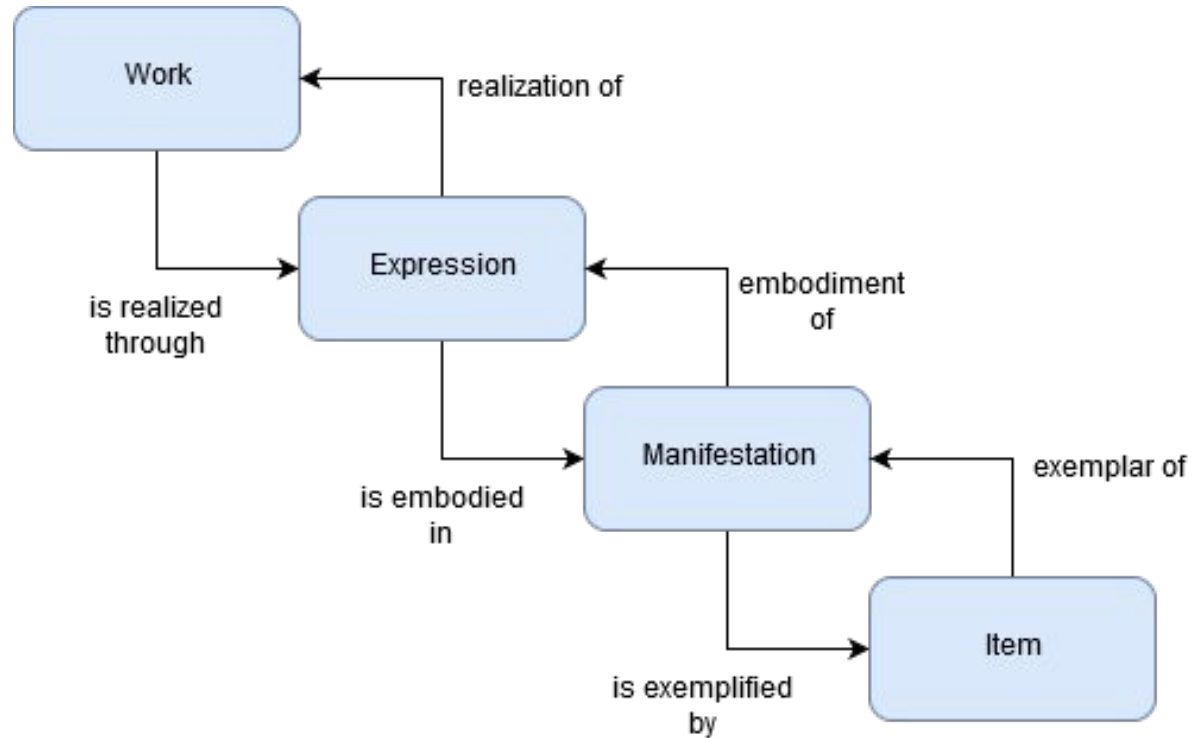 Work
realization of
Expression
is realized
through
embodiment
of
Manifestation
is embodied
in
exemplar of
Item
is exemplified
by